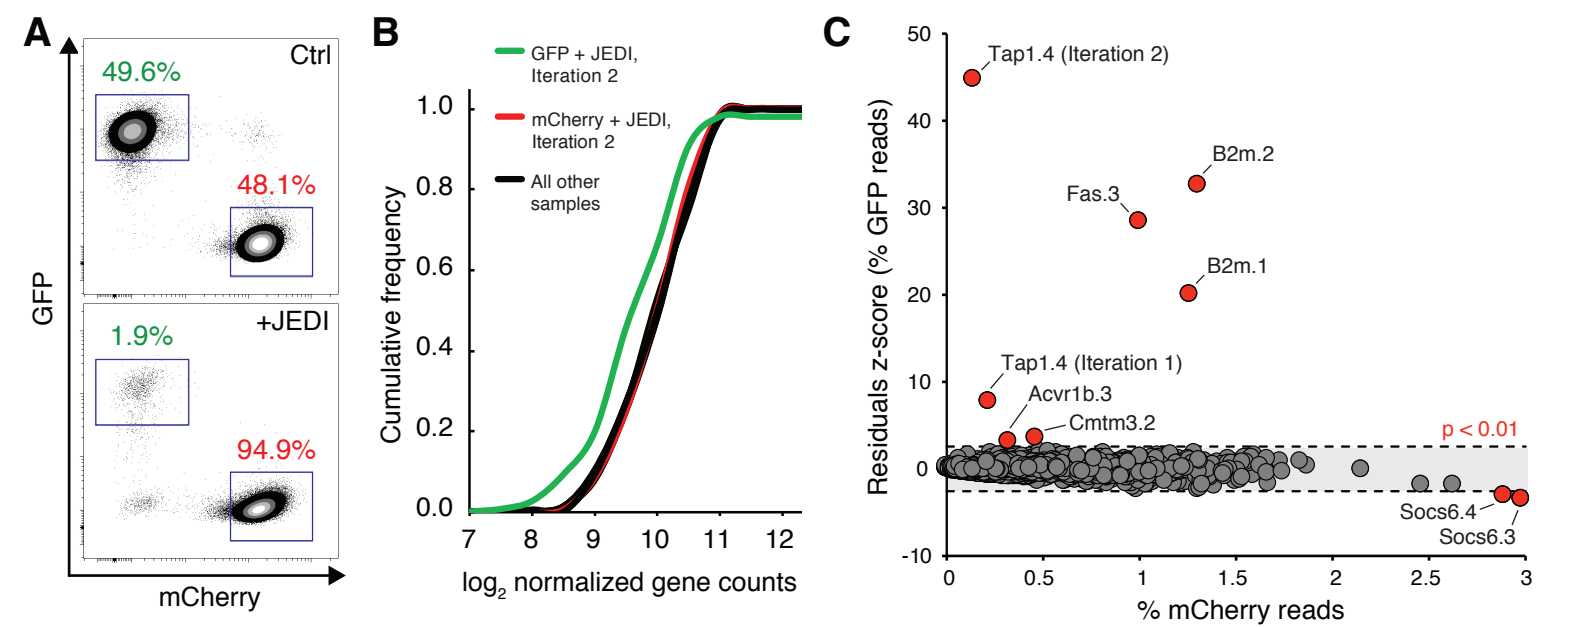 A
Ctrl
49.6%
48.1%
+JEDI
1.9%
94.9%
GFP
mCherry
B
GFP + JEDI,
Iteration 2
mCherry + JEDI,
Iteration 2
All other
samples
Cumulative frequency
1.0
0.8
0.6
0.4
0.2
0.0
7 8 9 10 11 12
log2 normalized gene counts
C
Residuals z-score (% GFP reads)
50
40
30
20
10
0
-10
Tap1.4 (Iteration 2)
B2m.2
Fas.3
B2m.1
Tap1.4 (Iteration 1)
Acvr1b.3
Cmtm3.2
p < 0.01
Socs6.4
Socs6.3
0 0.5 1 1.5 2 2.5 3
% mCherry reads